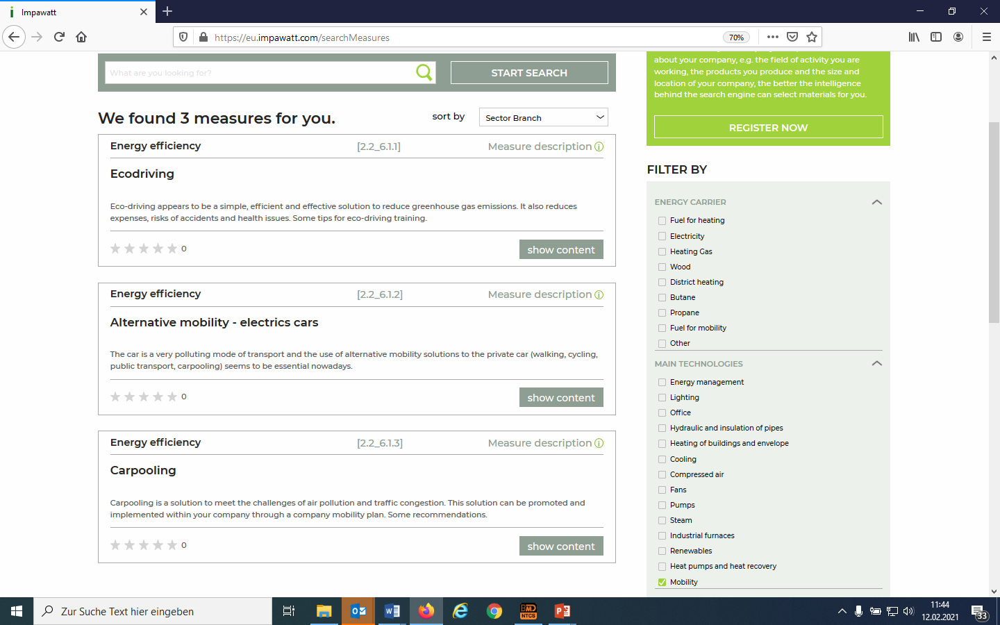 Impawatt
https://eu.impawatt.com/searchMeasures
70%
What are you looking for?
START SEARCH
We found 3 measures for you.
sort by
Sector Branch
Energy efficiency
[2.2_6.1.1]
Measure description
Ecodriving
Eco-driving appears to be a simple, efficient and effective solution to reduce greenhouse gas emissions. It also reduces
expenses, risks of accidents and health issues. Some tips for eco-driving training.
0
show content
Energy efficiency
[2.2_6.1.2]
Measure description
Alternative mobility - electrics cars
The car is a very polluting mode of transport and the use of alternative mobility solutions to the private car (walking, cycling,
public transport, carpooling) seems to be essential nowadays.
0
show content
Energy efficiency
[2.2_6.1.3]
Measure description
Carpooling
Carpooling is a solution to meet the challenges of air pollution and traffic congestion. This solution can be promoted and
implemented within your company through a company mobility plan. Some recommendations.
0
show content
about your company, e.g. the field of activity you are
working, the products you produce and the size and
location of your company, the better the intelligence
behind the search engine can select materials for you.
REGISTER NOW
FILTER BY
ENERGY CARRIER
Fuel for heating
Electricity
Heating Gas
Wood
District heating
Butane
Propane
Fuel for mobility
Other
MAIN TECHNOLOGIES
Energy management
Lighting
Office
Hydraulic and insulation of pipes
Heating of buildings and envelope
Cooling
Compressed air
Fans
Pumps
Steam
Industrial furnaces
Renewables
Heat pumps and heat recovery
Mobility
Zur Suche Text hier eingeben
BMD
NTCS
11:44
12.02.2021
33